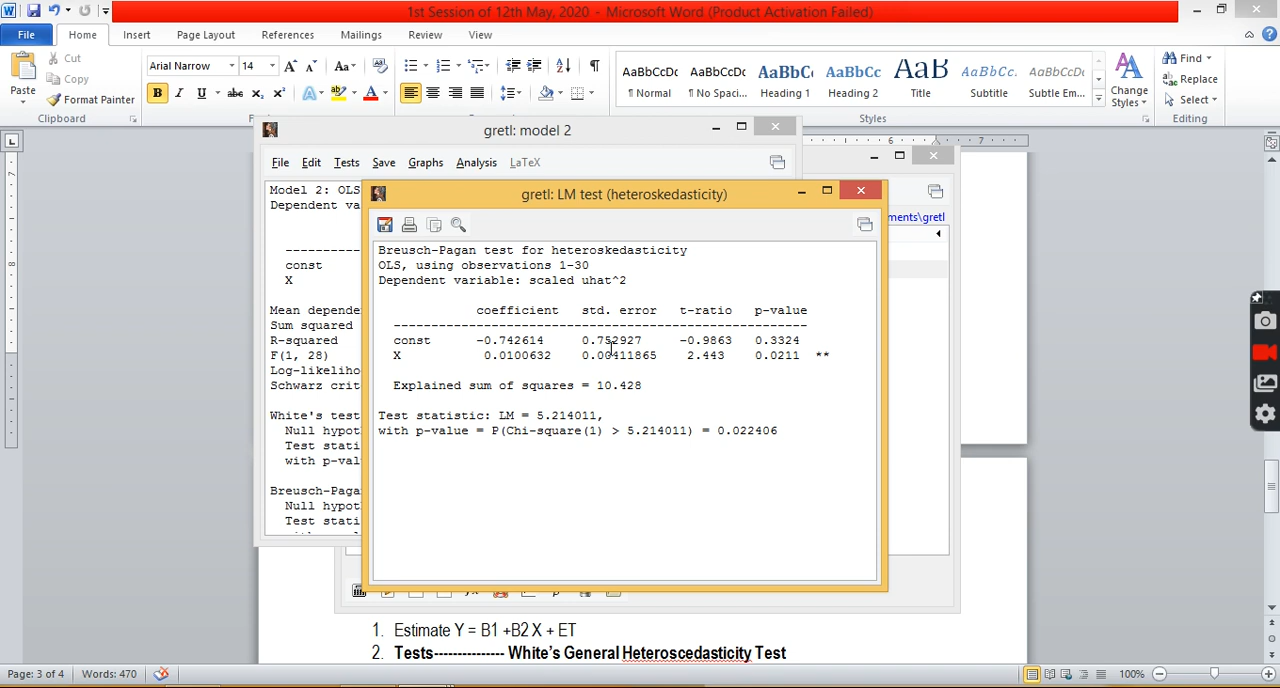 1st Session of 12th May, 2020 - Microsoft Word (Product Activation Failed)
File Home Insert Page Layout References Mailings Review View
Paste
Cut
Copy
Format Painter
Clipboard
Arial Narrow 14
AaBbCcDc ¶ Normal
AaBbCcDc ¶ No Spaci...
AaBbC Heading 1
AaBbCc Heading 2
AaB Title
AaBbCc. Subtitle
AaBbCcDc Subtle Em...
Change Styles
Styles
Find
Replace
Select
Editing
gretl: model 2
File Edit Tests Save Graphs Analysis LaTeX
Model 2: OLS
Dependent va
const
X
Mean depende
Sum squared
R-squared
F(1, 28)
Log-likeliho
Schwarz crit
White's test
Null hypot
Test stati
with p-val
Breusch-Paga
Null hypot
Test stati
ments\gretl
gretl: LM test (heteroskedasticity)
Breusch-Pagan test for heteroskedasticity
OLS, using observations 1-30
Dependent variable: scaled uhat^2
coefficient std. error t-ratio p-value
const -0.742614 0.752927 -0.9863 0.3324
X 0.0100632 0.00411865 2.443 0.0211 **
Explained sum of squares = 10.428
Test statistic: LM = 5.214011,
with p-value = P(Chi-square(1) > 5.214011) = 0.022406
1. Estimate Y = B1 +B2 X + ET
2. Tests--------------- White's General Heteroscedasticity Test
Page: 3 of 4 Words: 470 100%